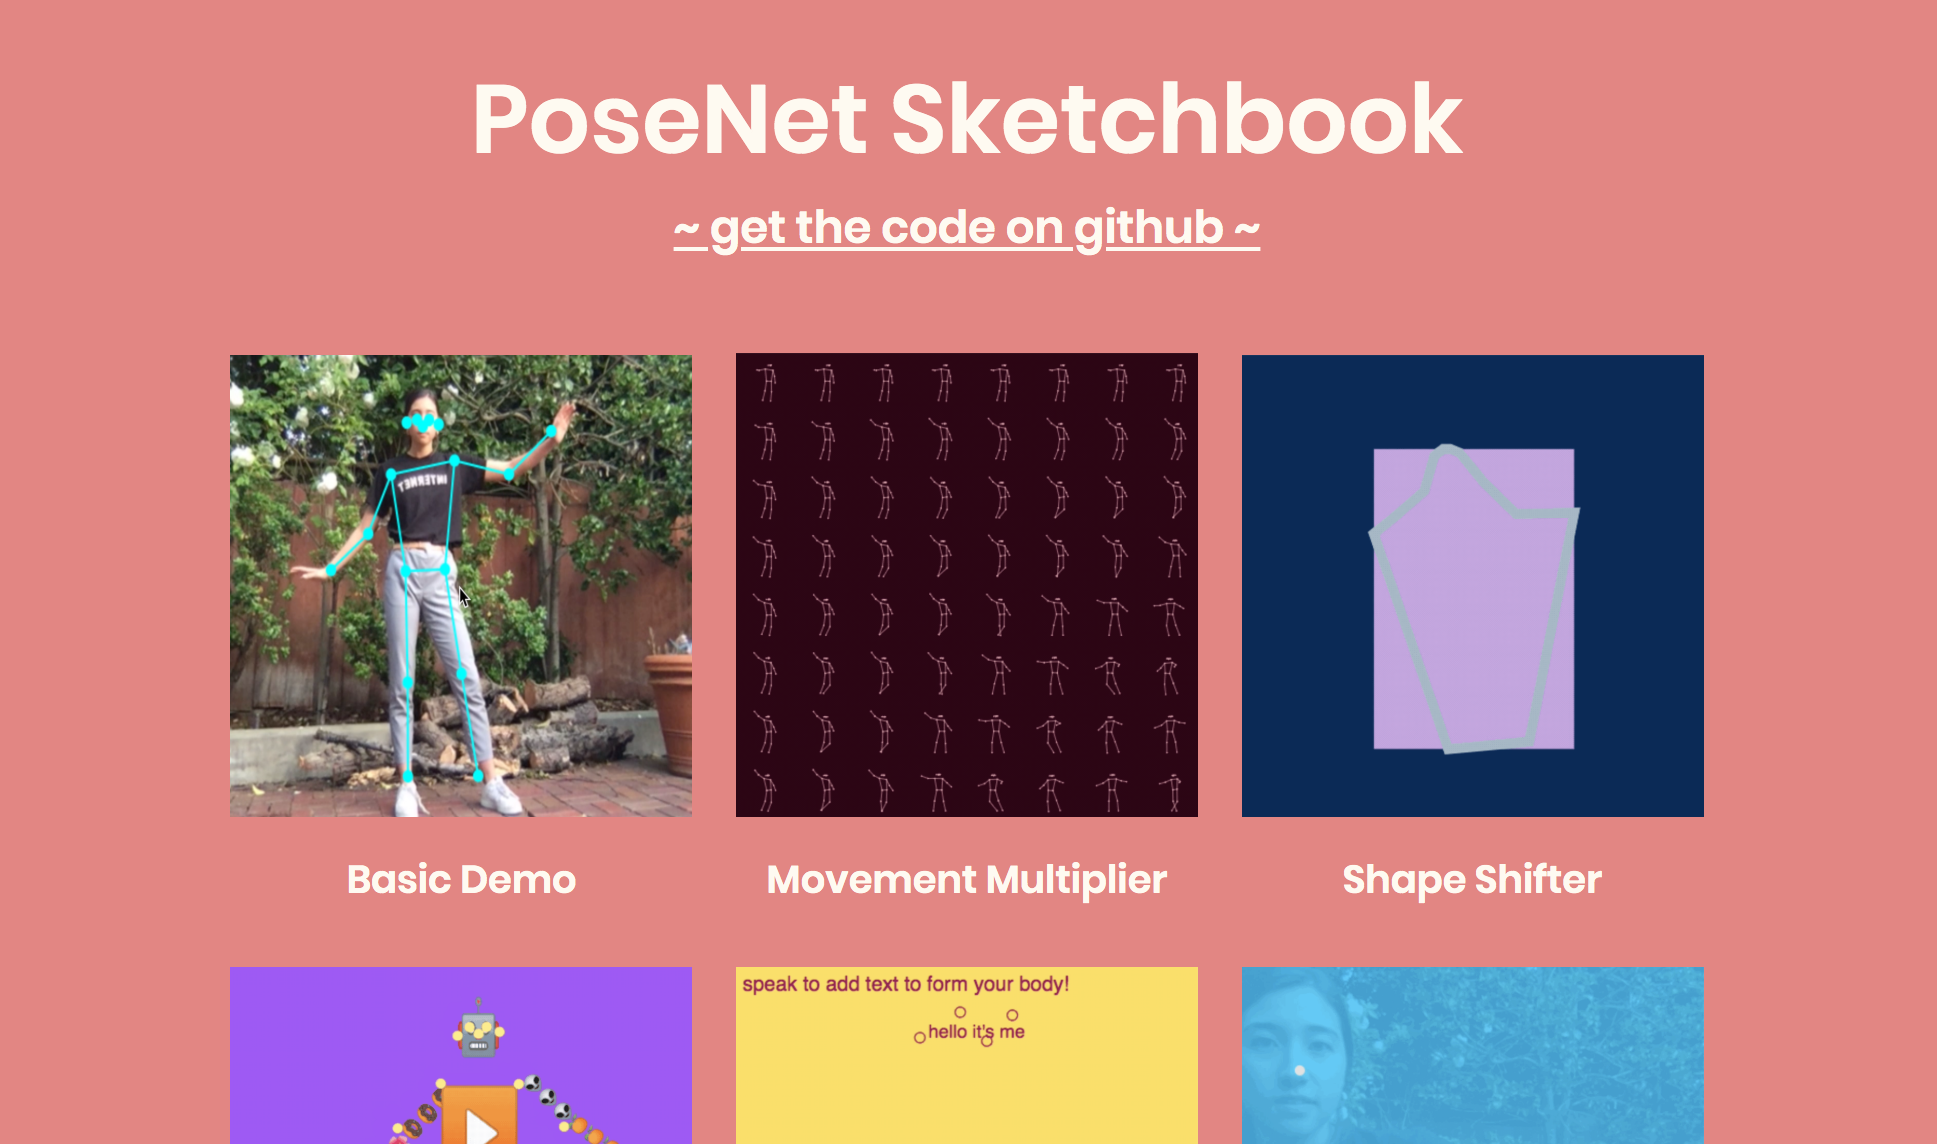 PoseNet Sketchbook
~ get the code on github ~
INTERNET
Basic Demo
Movement Multiplier
Shape Shifter
speak to add text to form your body!
hello it's me